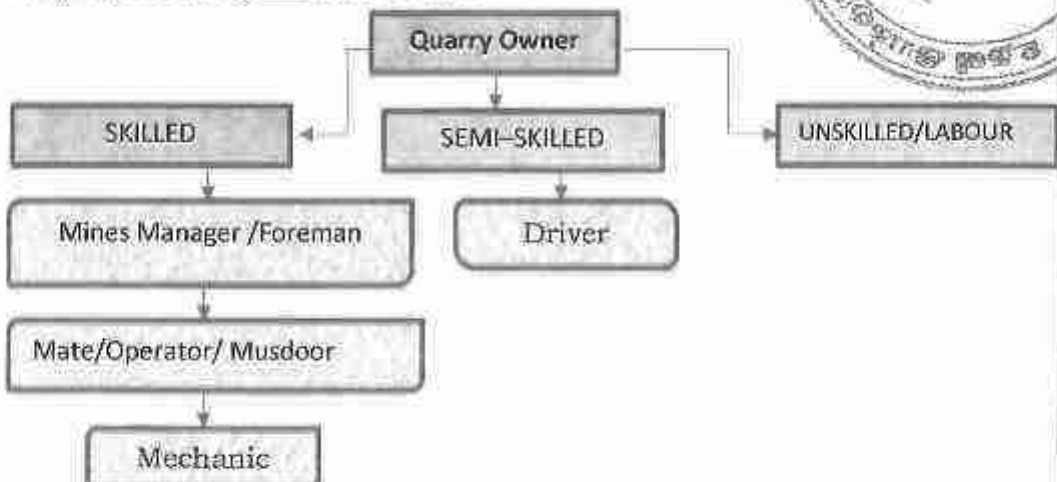 Quarry Owner
SKILLED
SEMI-SKILLED
UNSKILLED/LABOUR
Mines Manager /Foreman
Driver
Mate/Operator/ Musdoor
Mechanic